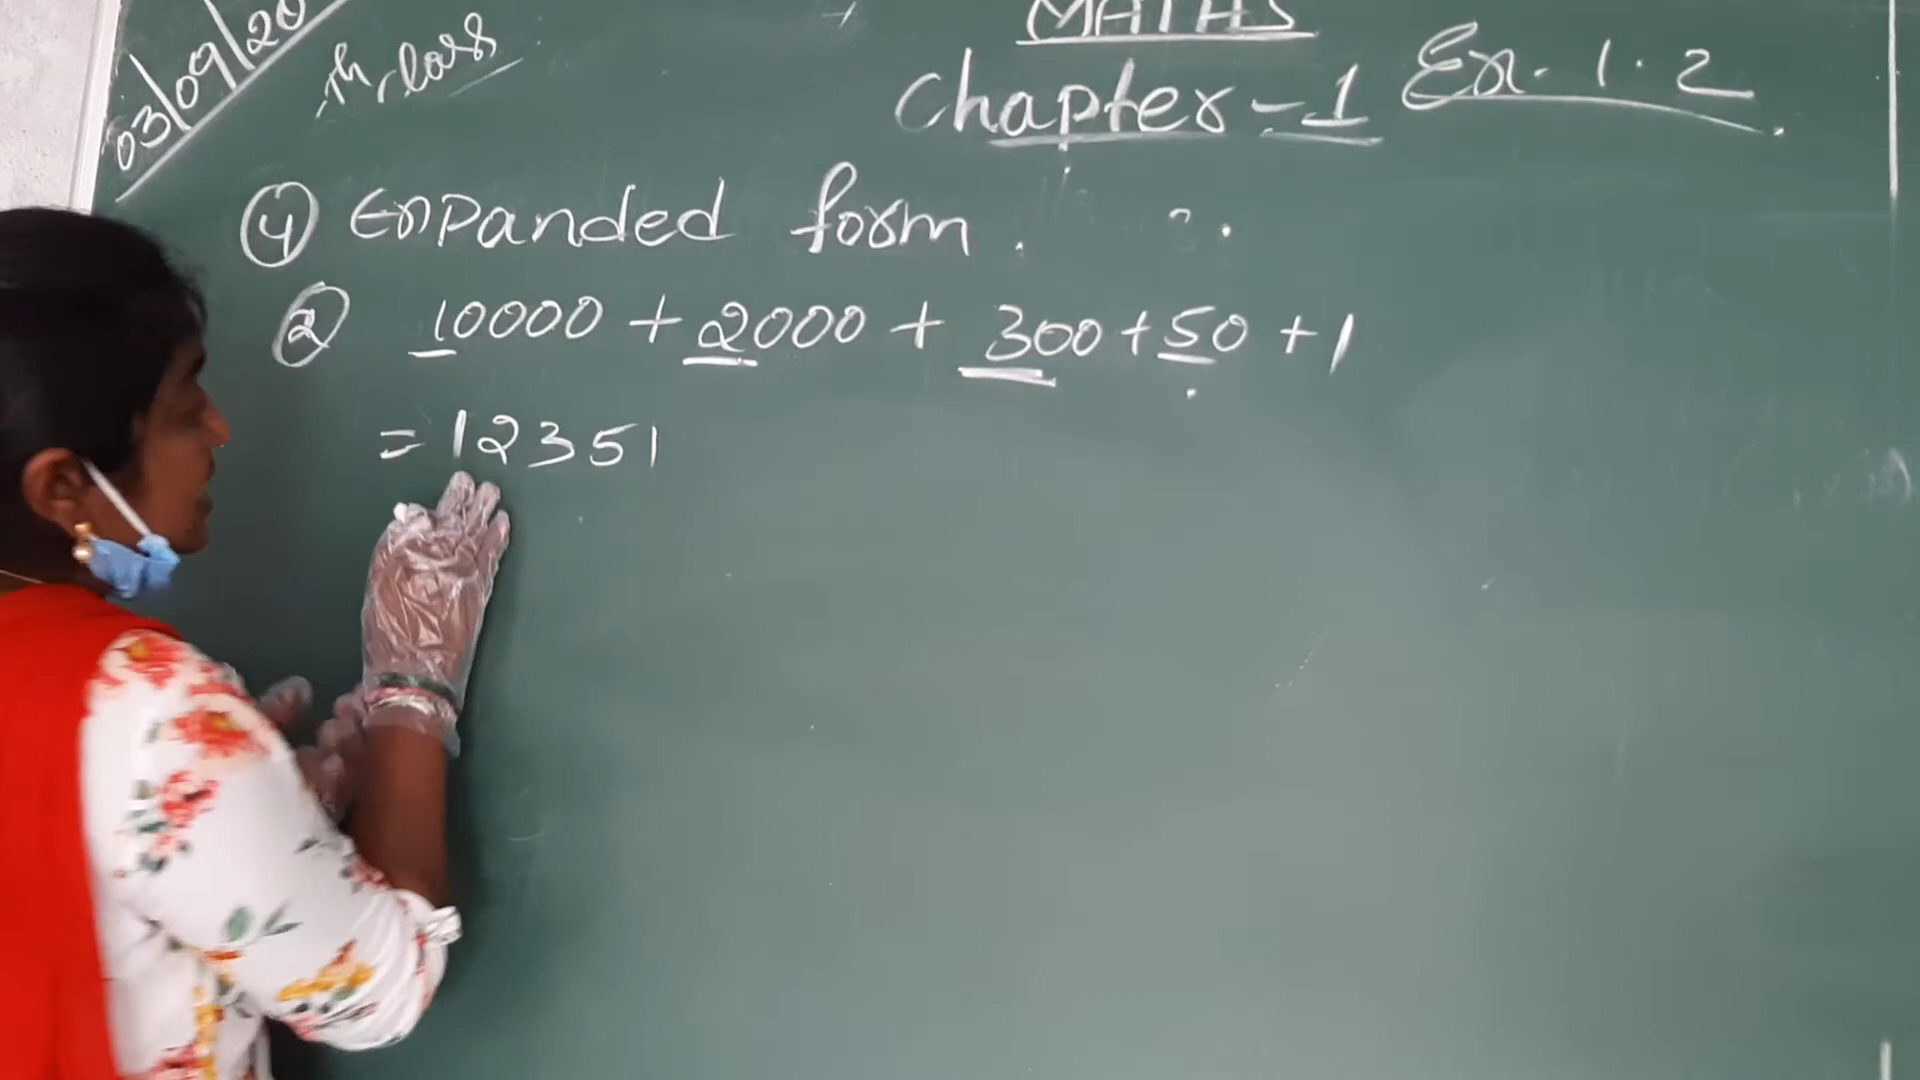 03/09/20
MATHS
th class
Chapter-1 Ex. 1.2
④ Expanded form.
ⓐ 10000 + 2000 + 300 + 50 + 1
= 12351